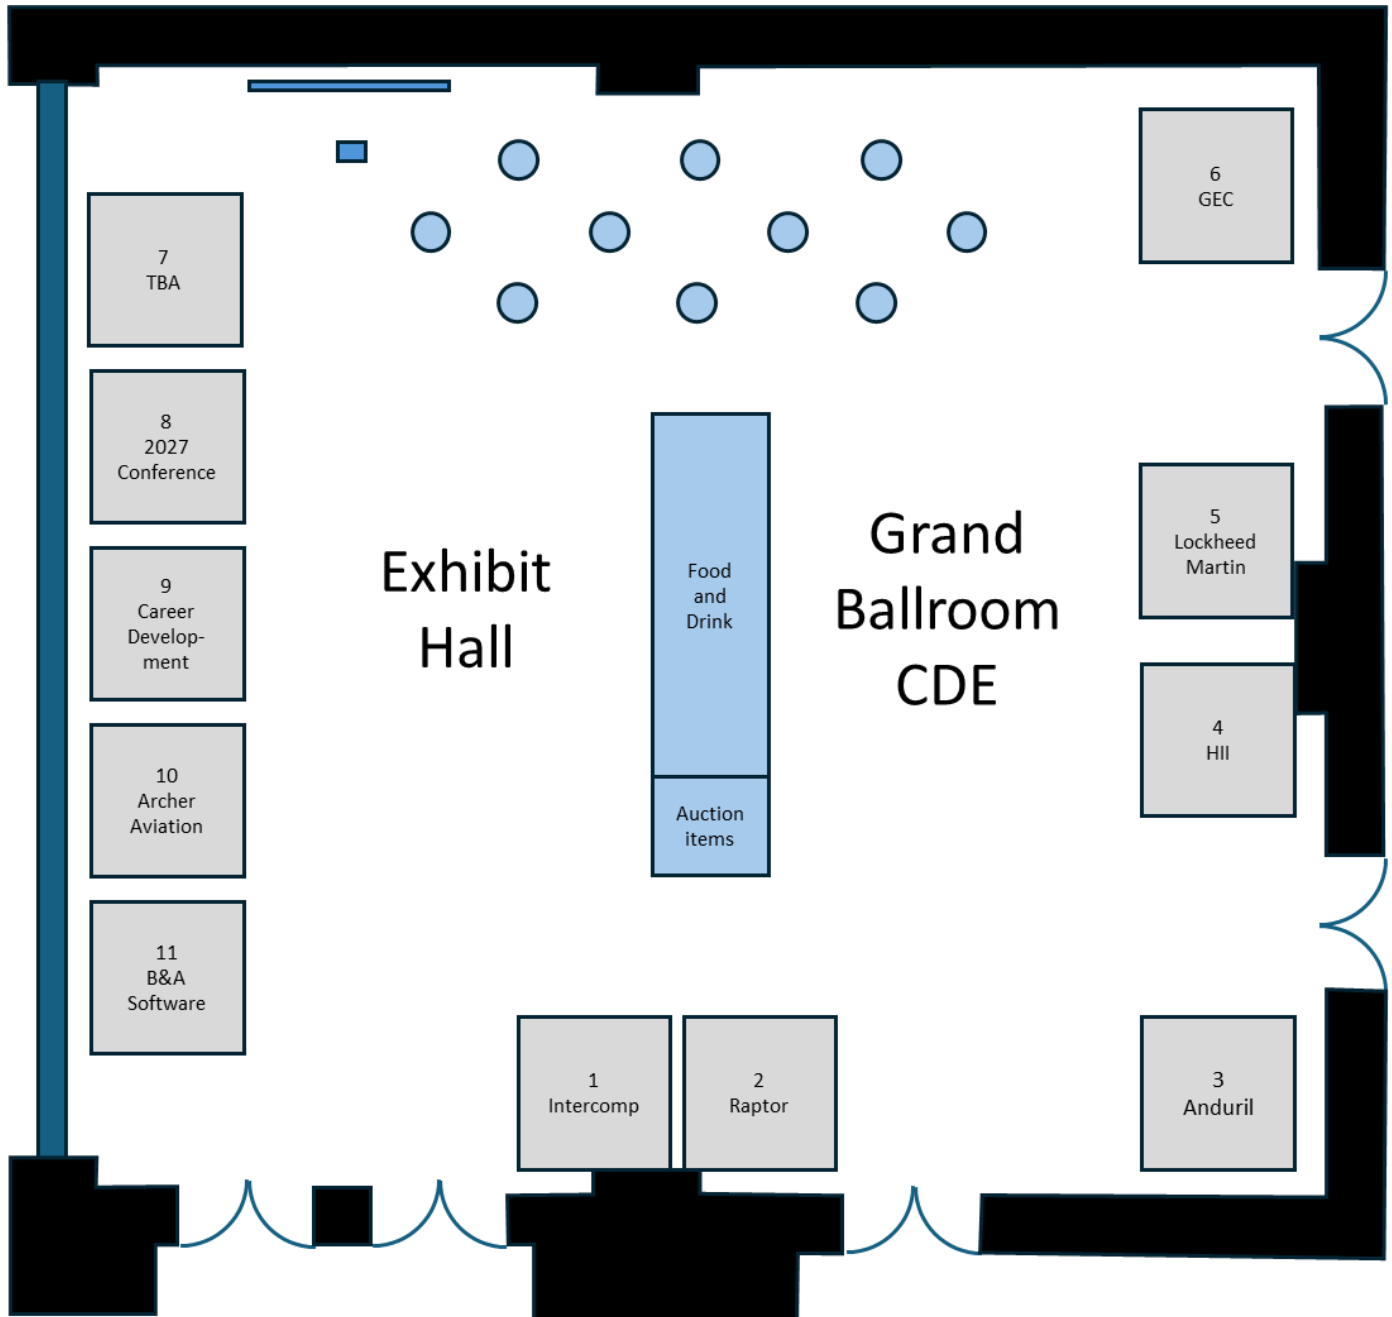 6
GEC
7
TBA
8
2027
Conference
5
Lockheed
Martin
Exhibit
Hall
Food
and
Drink
Grand
Ballroom
CDE
9
Career
Develop-
ment
4
HII
10
Archer
Aviation
Auction
items
11
B&A
Software
1
Intercomp
2
Raptor
3
Anduril